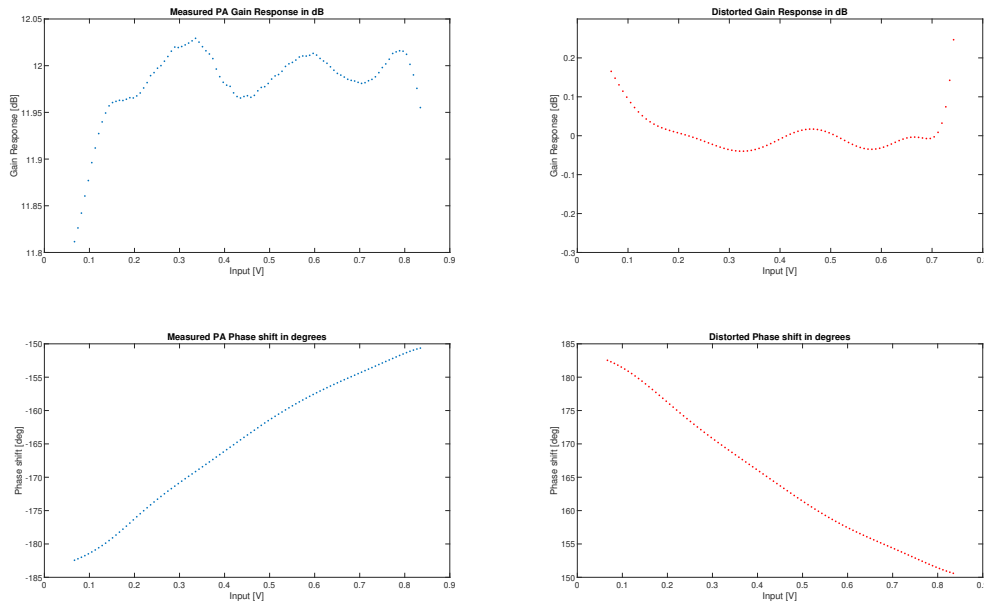 Measured PA Gain Response in dB
12.05
12
11.95
11.9
11.85
11.8
Gain Response [dB]
0 0.1 0.2 0.3 0.4 0.5 0.6 0.7 0.8 0.9
Input [V]
Distorted Gain Response in dB
0.2
0.1
0
-0.1
-0.2
-0.3
Gain Response [dB]
0 0.1 0.2 0.3 0.4 0.5 0.6 0.7
Input [V]
Measured PA Phase shift in degrees
-150
-155
-160
-165
-170
-175
-180
-185
Phase shift [deg]
0 0.1 0.2 0.3 0.4 0.5 0.6 0.7 0.8 0.9
Input [V]
Distorted Phase shift in degrees
185
180
175
170
165
160
155
150
Phase shift [deg]
0 0.1 0.2 0.3 0.4 0.5 0.6 0.7 0.8
Input [V]